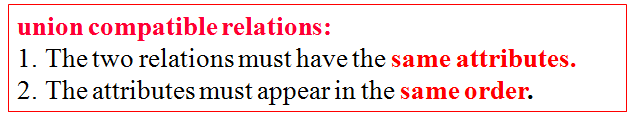 union compatible relations:
1. The two relations must have the same attributes.
2. The attributes must appear in the same order.